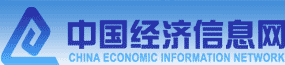 中国经济信息网
CHINA ECONOMIC INFORMATION NETWORK